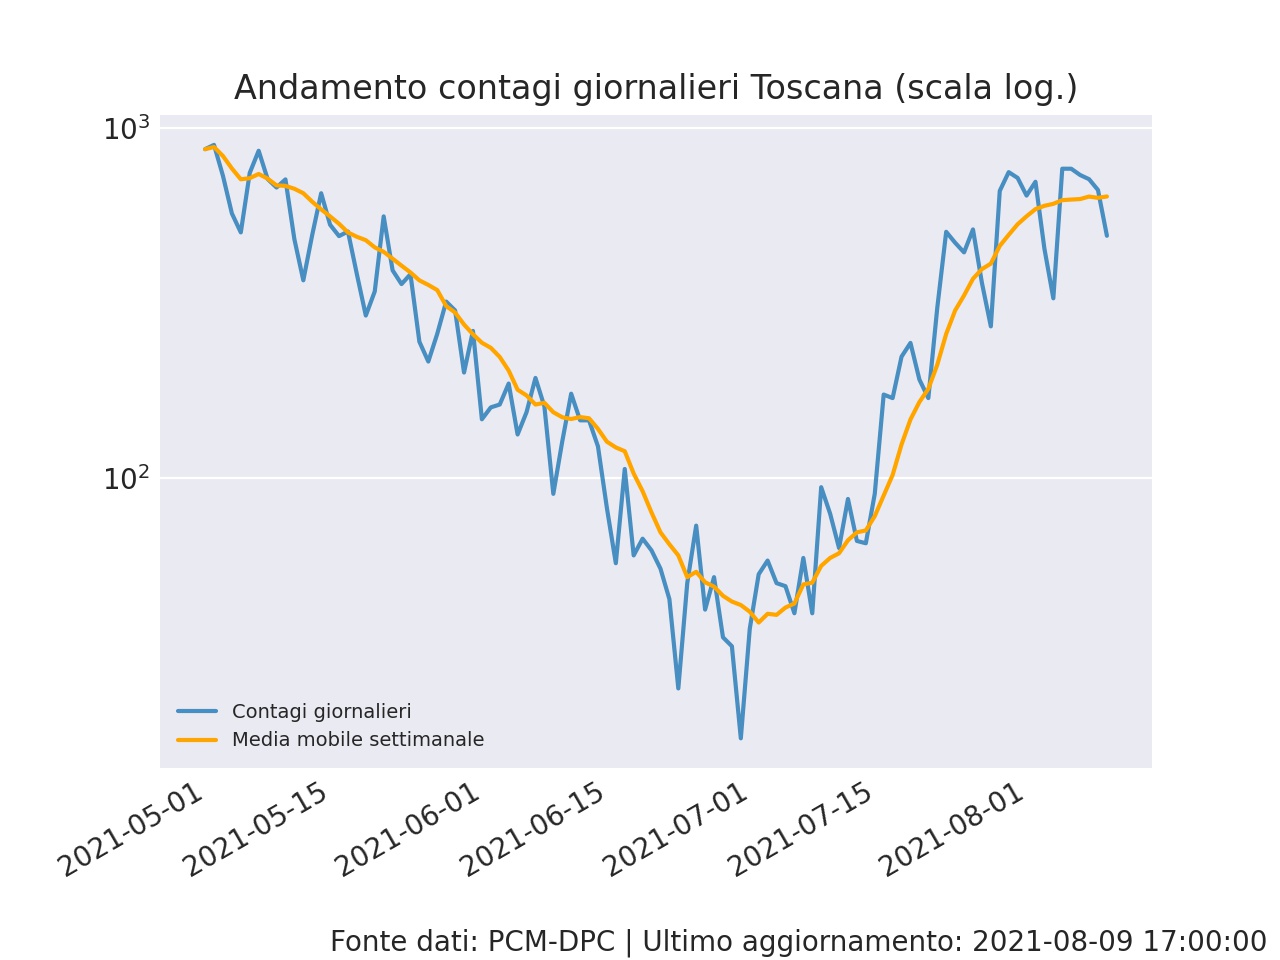 Andamento contagi giornalieri Toscana (scala log.)
10³
10²
Contagi giornalieri
Media mobile settimanale
2021-05-01
2021-05-15
2021-06-01
2021-06-15
2021-07-01
2021-07-15
2021-08-01
Fonte dati: PCM-DPC | Ultimo aggiornamento: 2021-08-09 17:00:00